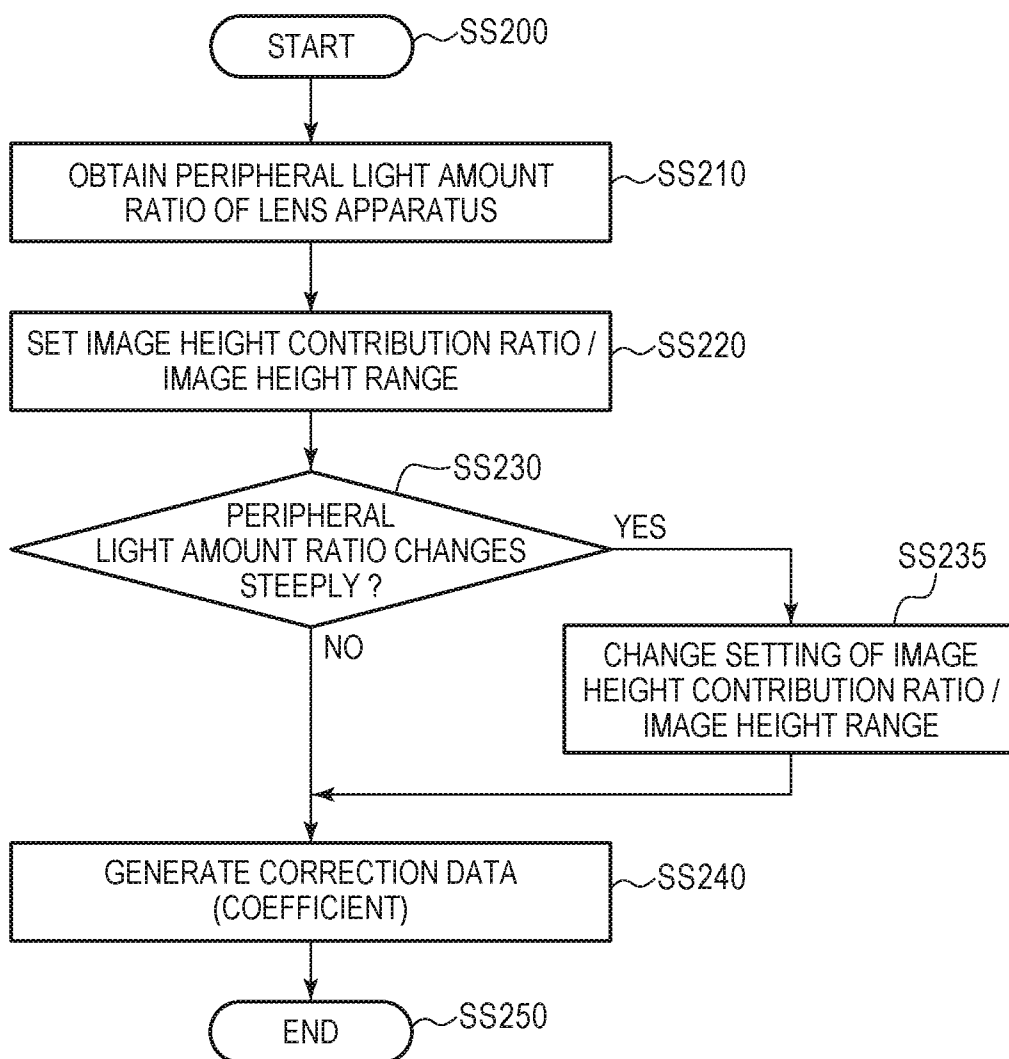 START
SS200
OBTAIN PERIPHERAL LIGHT AMOUNT
RATIO OF LENS APPARATUS
SS210
SET IMAGE HEIGHT CONTRIBUTION RATIO /
IMAGE HEIGHT RANGE
SS220
SS230
PERIPHERAL
LIGHT AMOUNT RATIO CHANGES
STEEPLY ?
YES
NO
SS235
CHANGE SETTING OF IMAGE
HEIGHT CONTRIBUTION RATIO /
IMAGE HEIGHT RANGE
GENERATE CORRECTION DATA
(COEFFICIENT)
SS240
END
SS250